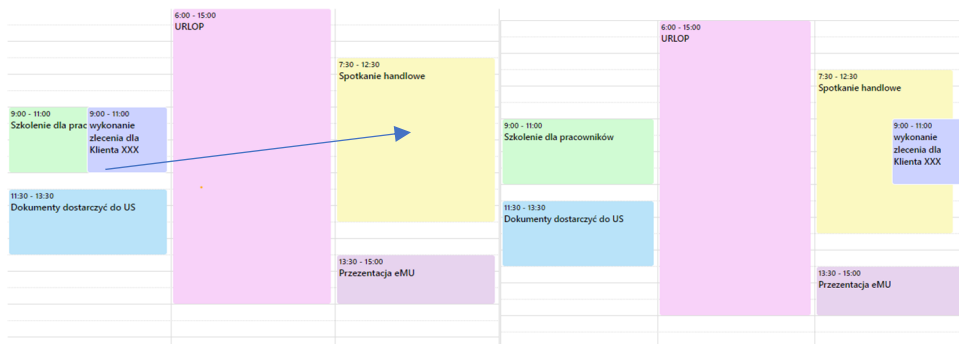 6:00 - 15:00
URLOP
7:30 - 12:30
Spotkanie handlowe
9:00 - 11:00
Szkolenie dla prac
9:00 - 11:00
wykonanie
zlecenia dla
Klienta XXX
11:30 - 13:30
Dokumenty dostarczyć do US
13:30 - 15:00
Przezentacja eMU
6:00 - 15:00
URLOP
7:30 - 12:30
Spotkanie handlowe
9:00 - 11:00
Szkolenie dla pracowników
9:00 - 11:00
wykonanie
zlecenia dla
Klienta XXX
11:30 - 13:30
Dokumenty dostarczyć do US
13:30 - 15:00
Przezentacja eMU